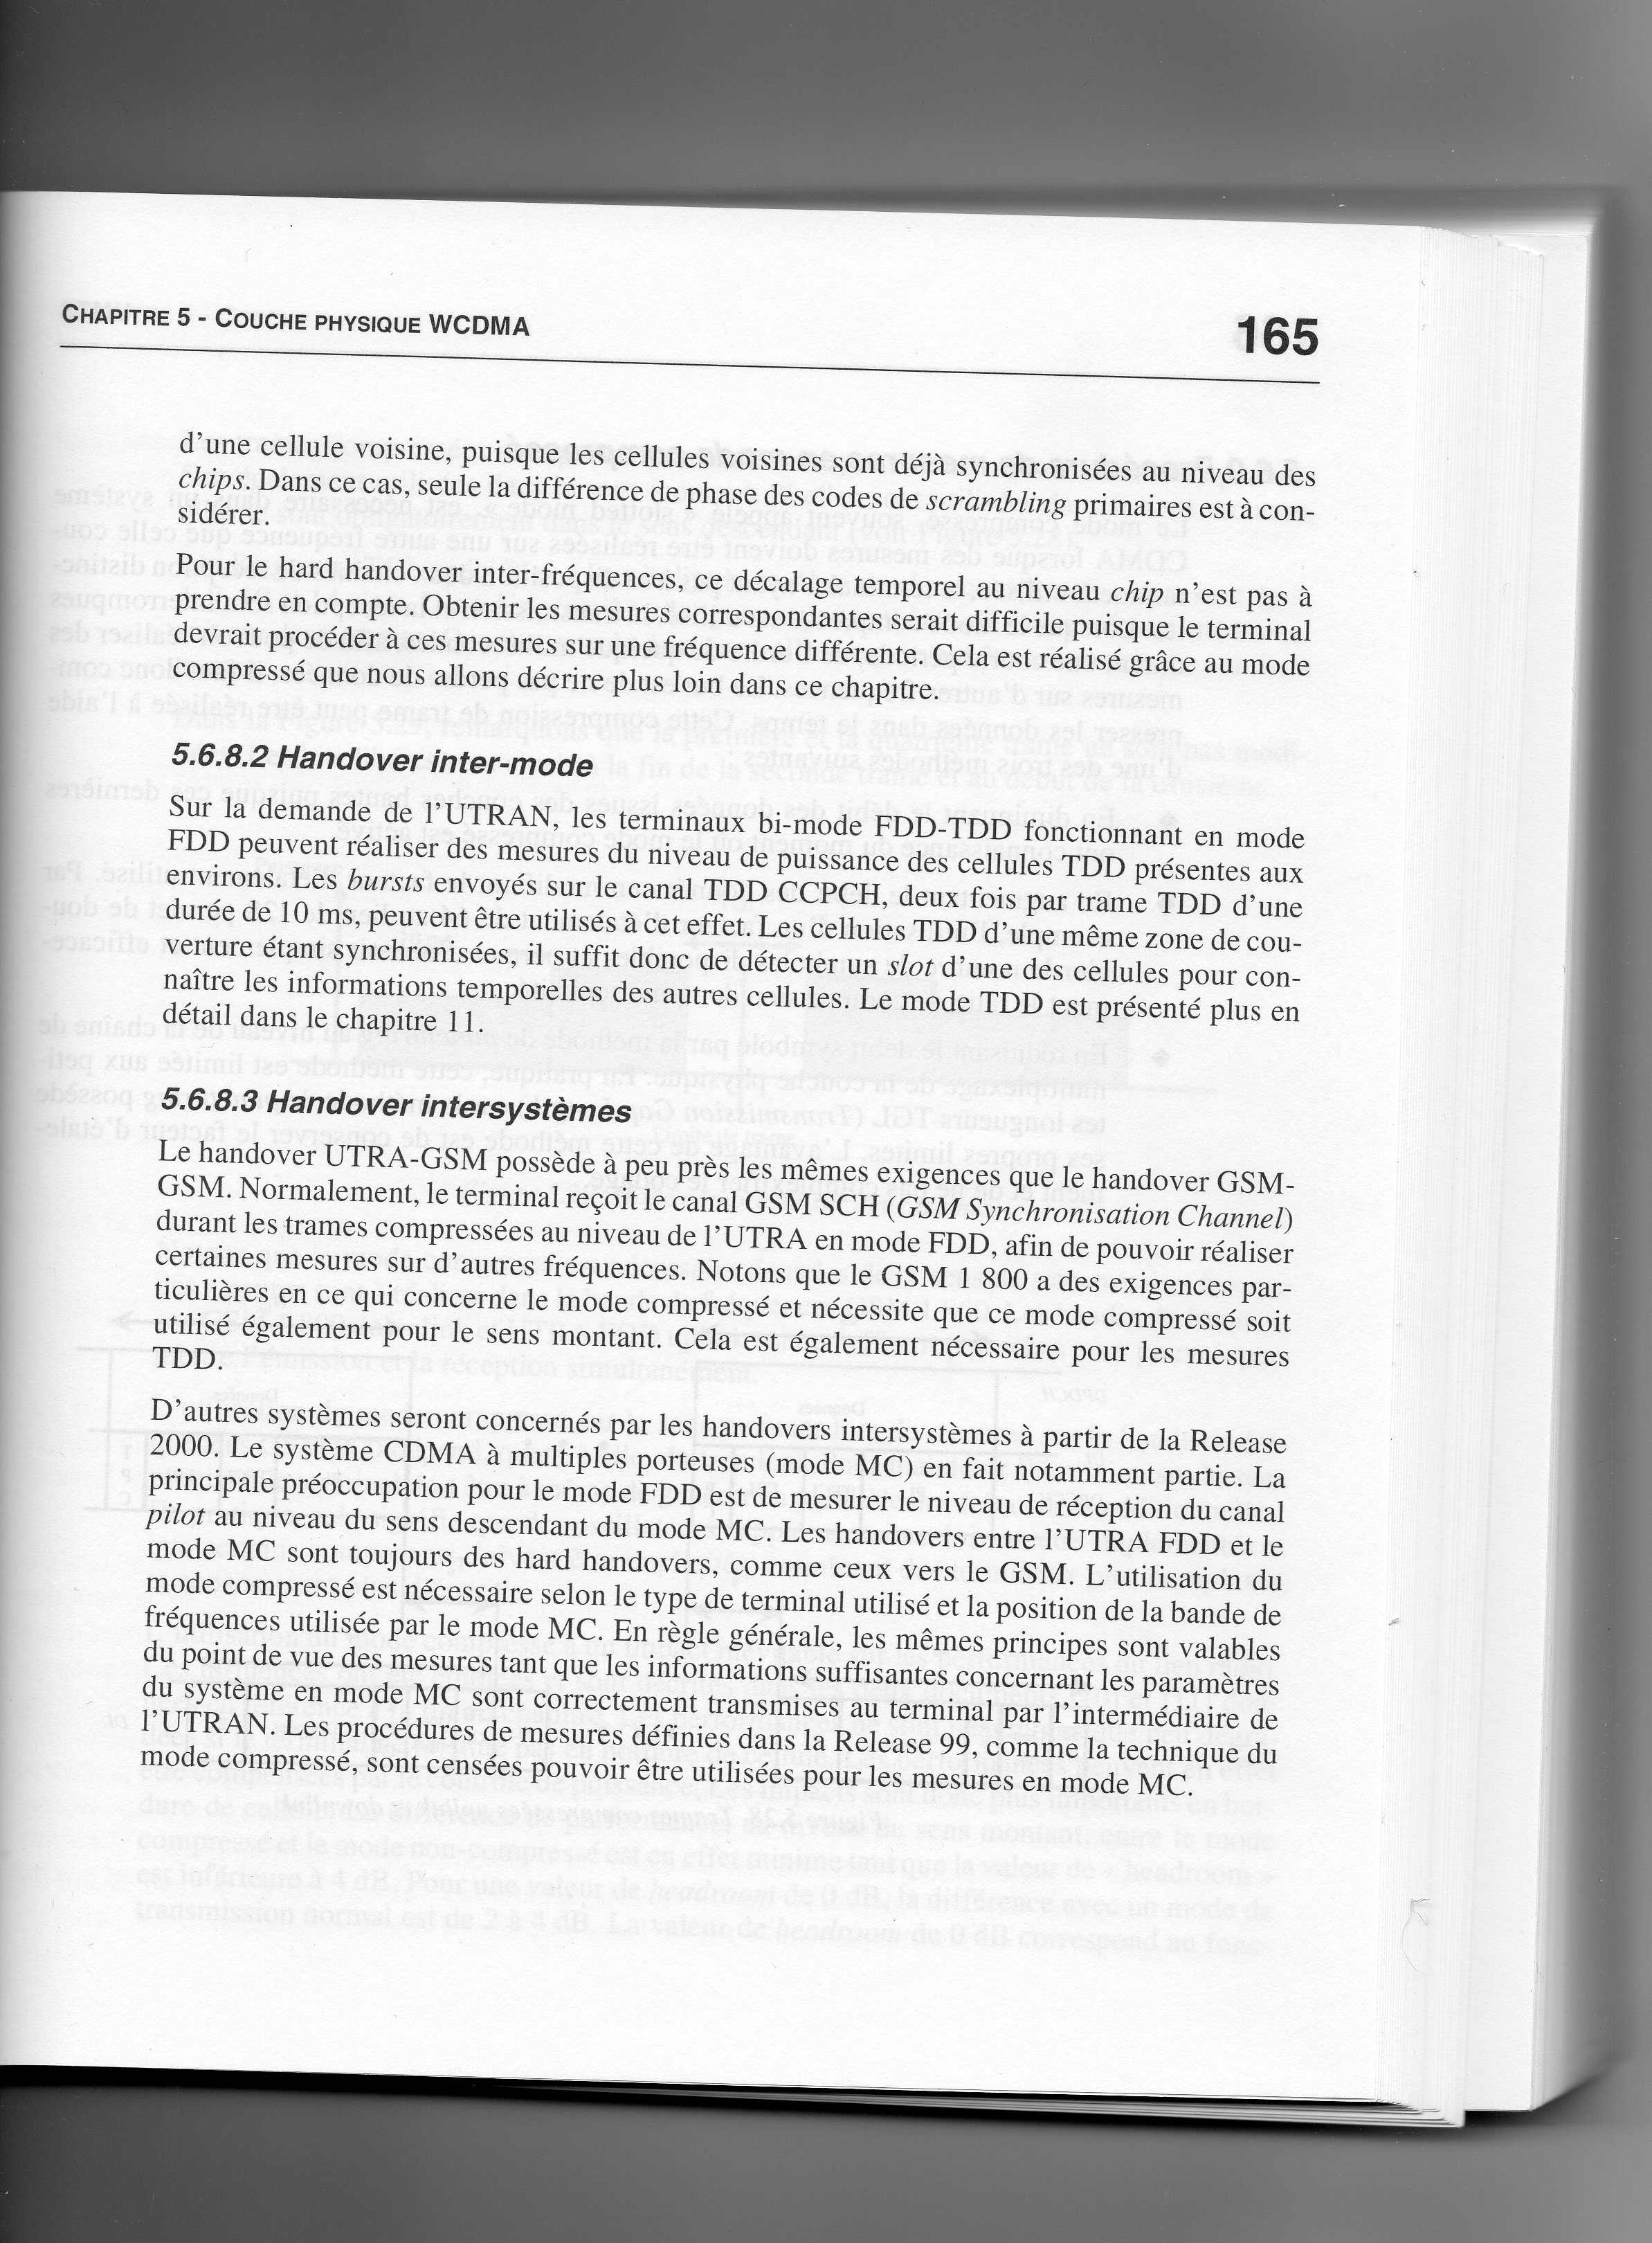 CHAPITRE 5 - COUCHE PHYSIQUE WCDMA
165
d'une cellule voisine, puisque les cellules voisines sont déjà synchronisées au niveau des
chips. Dans ce cas, seule la différence de phase des codes de scrambling primaires est à con-
sidérer.
Pour le hard handover inter-fréquences, ce décalage temporel au niveau chip n'est pas à
prendre en compte. Obtenir les mesures correspondantes serait difficile puisque le terminal
devrait procéder à ces mesures sur une fréquence différente. Cela est réalisé grâce au mode
compressé que nous allons décrire plus loin dans ce chapitre.
5.6.8.2 Handover inter-mode
Sur la demande de l'UTRAN, les terminaux bi-mode FDD-TDD fonctionnant en mode
FDD peuvent réaliser des mesures du niveau de puissance des cellules TDD présentes aux
environs. Les bursts envoyés sur le canal TDD CCPCH, deux fois par trame TDD d'une
durée de 10 ms, peuvent être utilisés à cet effet. Les cellules TDD d'une même zone de cou-
verture étant synchronisées, il suffit donc de détecter un slot d'une des cellules pour con-
naître les informations temporelles des autres cellules. Le mode TDD est présenté plus en
détail dans le chapitre 11.
5.6.8.3 Handover intersystèmes
Le handover UTRA-GSM possède à peu près les mêmes exigences que le handover GSM-
GSM. Normalement, le terminal reçoit le canal GSM SCH (GSM Synchronisation Channel)
durant les trames compressées au niveau de l'UTRA en mode FDD, afin de pouvoir réaliser
certaines mesures sur d'autres fréquences. Notons que le GSM 1 800 a des exigences par-
ticulières en ce qui concerne le mode compressé et nécessite que ce mode compressé soit
utilisé également pour le sens montant. Cela est également nécessaire pour les mesures
TDD.
D'autres systèmes seront concernés par les handovers intersystèmes à partir de la Release
2000. Le système CDMA à multiples porteuses (mode MC) en fait notamment partie. La
principale préoccupation pour le mode FDD est de mesurer le niveau de réception du canal
pilot au niveau du sens descendant du mode MC. Les handovers entre l'UTRA FDD et le
mode MC sont toujours des hard handovers, comme ceux vers le GSM. L'utilisation du
mode compressé est nécessaire selon le type de terminal utilisé et la position de la bande de
fréquences utilisée par le mode MC. En règle générale, les mêmes principes sont valables
du point de vue des mesures tant que les informations suffisantes concernant les paramètres
du système en mode MC sont correctement transmises au terminal par l'intermédiaire de
l'UTRAN. Les procédures de mesures définies dans la Release 99, comme la technique du
mode compressé, sont censées pouvoir être utilisées pour les mesures en mode MC.